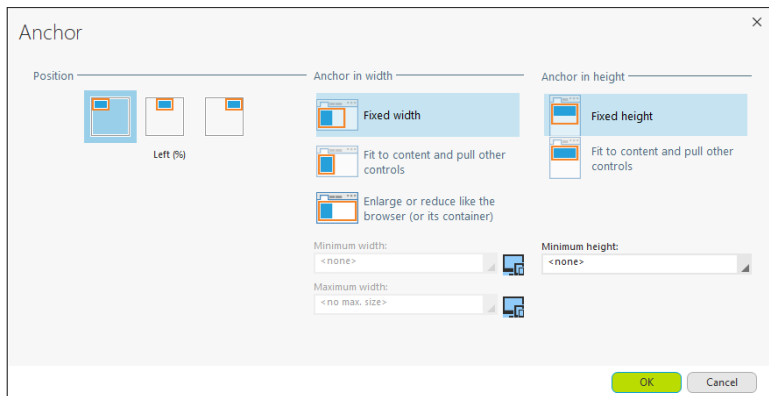 Anchor
Position
Left (%)
Anchor in width
Fixed width
Fit to content and pull other
controls
Enlarge or reduce like the
browser (or its container)
Minimum width:
<none>
Maximum width:
<no max. size>
Anchor in height
Fixed height
Fit to content and pull other
controls
Minimum height:
<none>
OK
Cancel